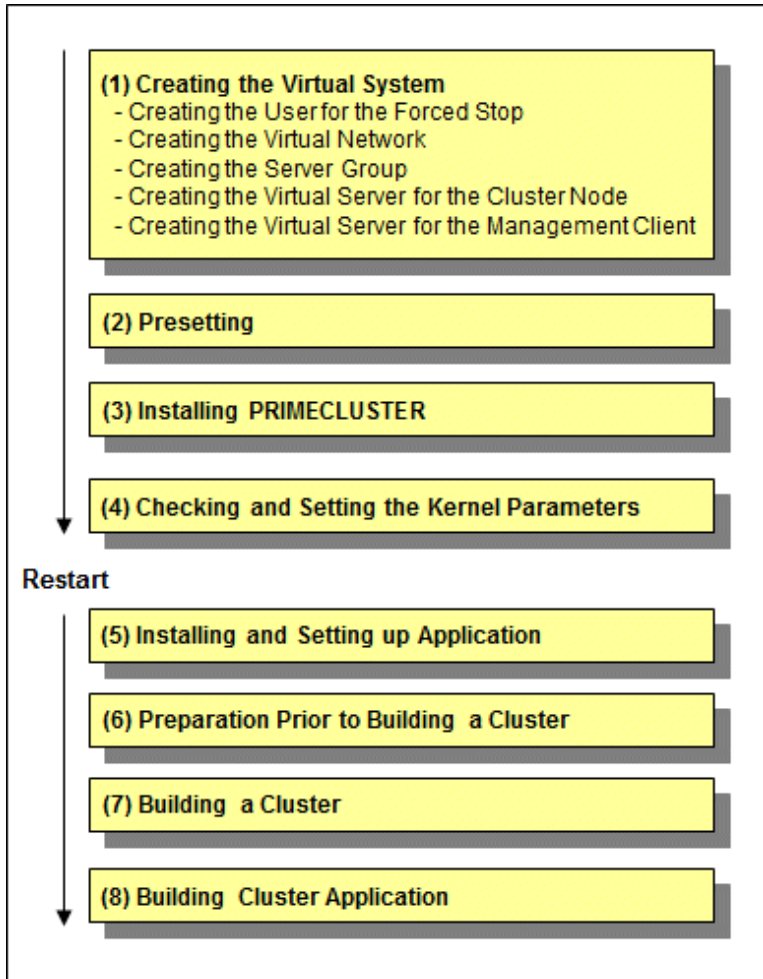 (1) Creating the Virtual System
- Creating the User for the Forced Stop
- Creating the Virtual Network
- Creating the Server Group
- Creating the Virtual Server for the Cluster Node
- Creating the Virtual Server for the Management Client
(2) Presetting
(3) Installing PRIMECLUSTER
(4) Checking and Setting the Kernel Parameters
Restart
(5) Installing and Setting up Application
(6) Preparation Prior to Building a Cluster
(7) Building a Cluster
(8) Building Cluster Application